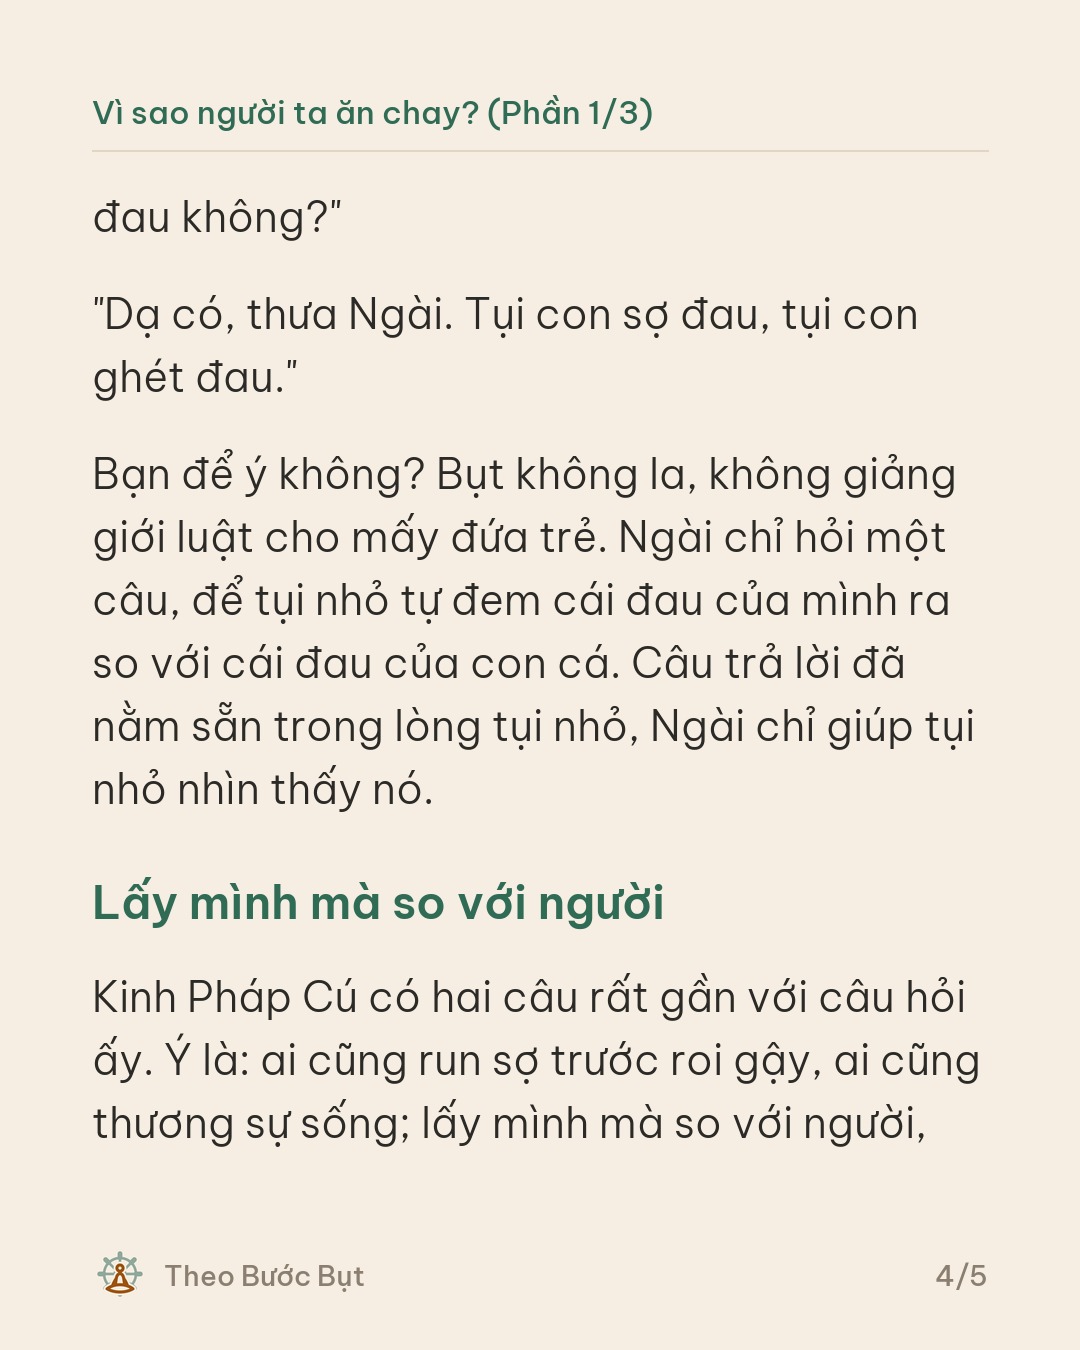 Vì sao người ta ăn chay? (Phần 1/3)
đau không?"
"Dạ có, thưa Ngài. Tụi con sợ đau, tụi con
ghét đau."
Bạn để ý không? Bụt không la, không giảng
giới luật cho mấy đứa trẻ. Ngài chỉ hỏi một
câu, để tụi nhỏ tự đem cái đau của mình ra
so với cái đau của con cá. Câu trả lời đã
nằm sẵn trong lòng tụi nhỏ, Ngài chỉ giúp tụi
nhỏ nhìn thấy nó.
Lấy mình mà so với người
Kinh Pháp Cú có hai câu rất gần với câu hỏi
ấy. Ý là: ai cũng run sợ trước roi gậy, ai cũng
thương sự sống; lấy mình mà so với người,
Theo Bước Bụt
4/5